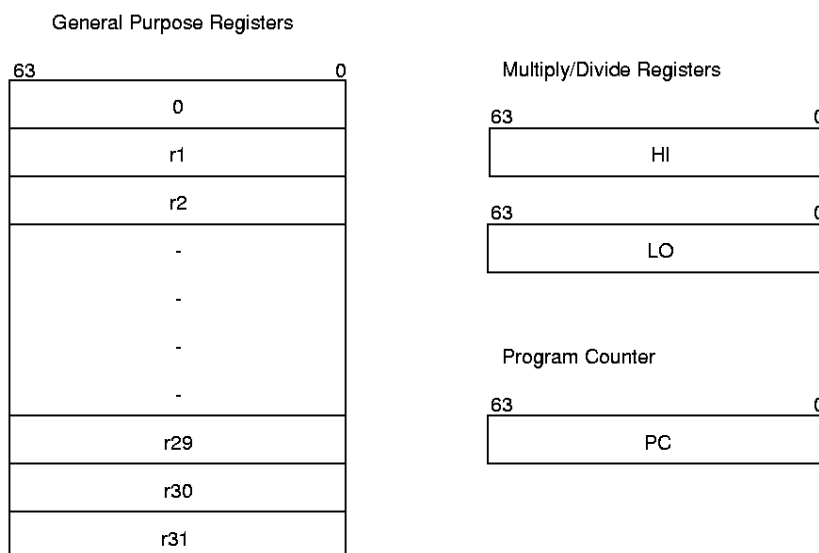 General Purpose Registers
63 0
0
r1
r2
-
-
-
-
r29
r30
r31
Multiply/Divide Registers
63 0
HI
63 0
LO
Program Counter
63 0
PC